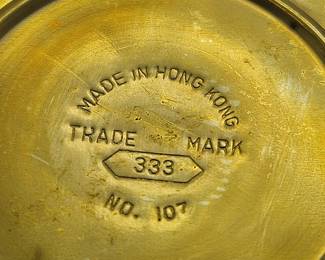 MADE IN HONG KONG
TRADE MARK
333
NO. 107